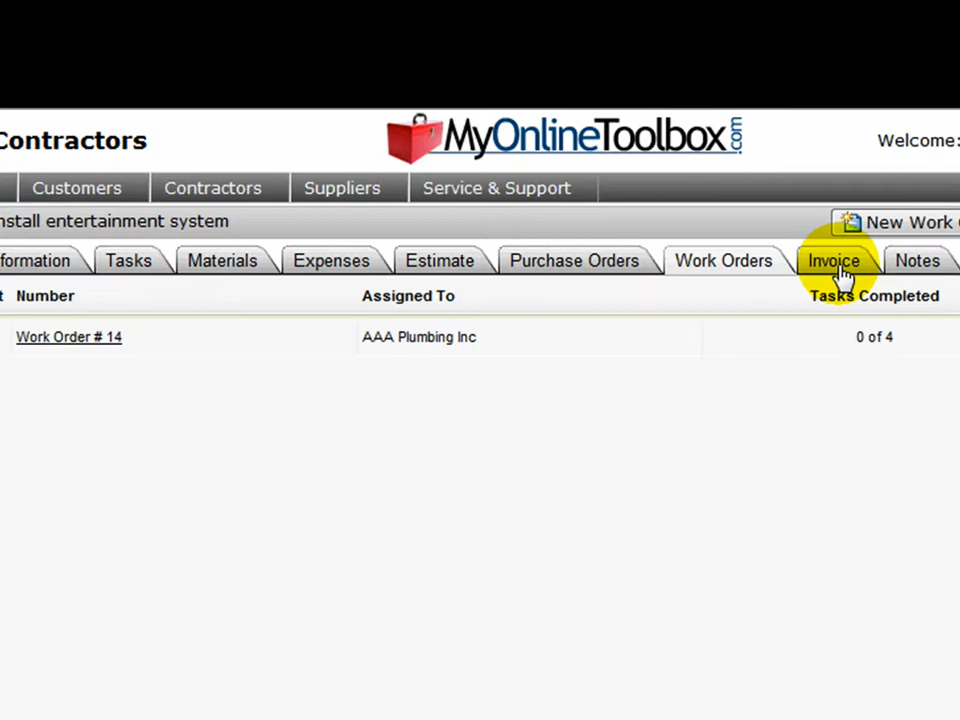 Contractors
MyOnlineToolbox.com
Welcome:
Customers Contractors Suppliers Service & Support
nstall entertainment system
New Work
formation Tasks Materials Expenses Estimate Purchase Orders Work Orders Invoice Notes
t Number Assigned To Tasks Completed
Work Order # 14 AAA Plumbing Inc 0 of 4